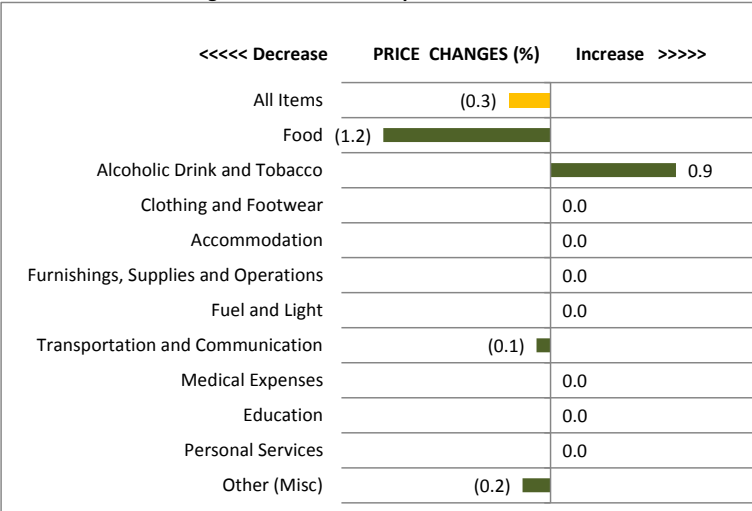 <<<<< Decrease PRICE CHANGES (%) Increase >>>>>
All Items (0.3)
Food (1.2)
Alcoholic Drink and Tobacco 0.9
Clothing and Footwear 0.0
Accommodation 0.0
Furnishings, Supplies and Operations 0.0
Fuel and Light 0.0
Transportation and Communication (0.1)
Medical Expenses 0.0
Education 0.0
Personal Services 0.0
Other (Misc) (0.2)